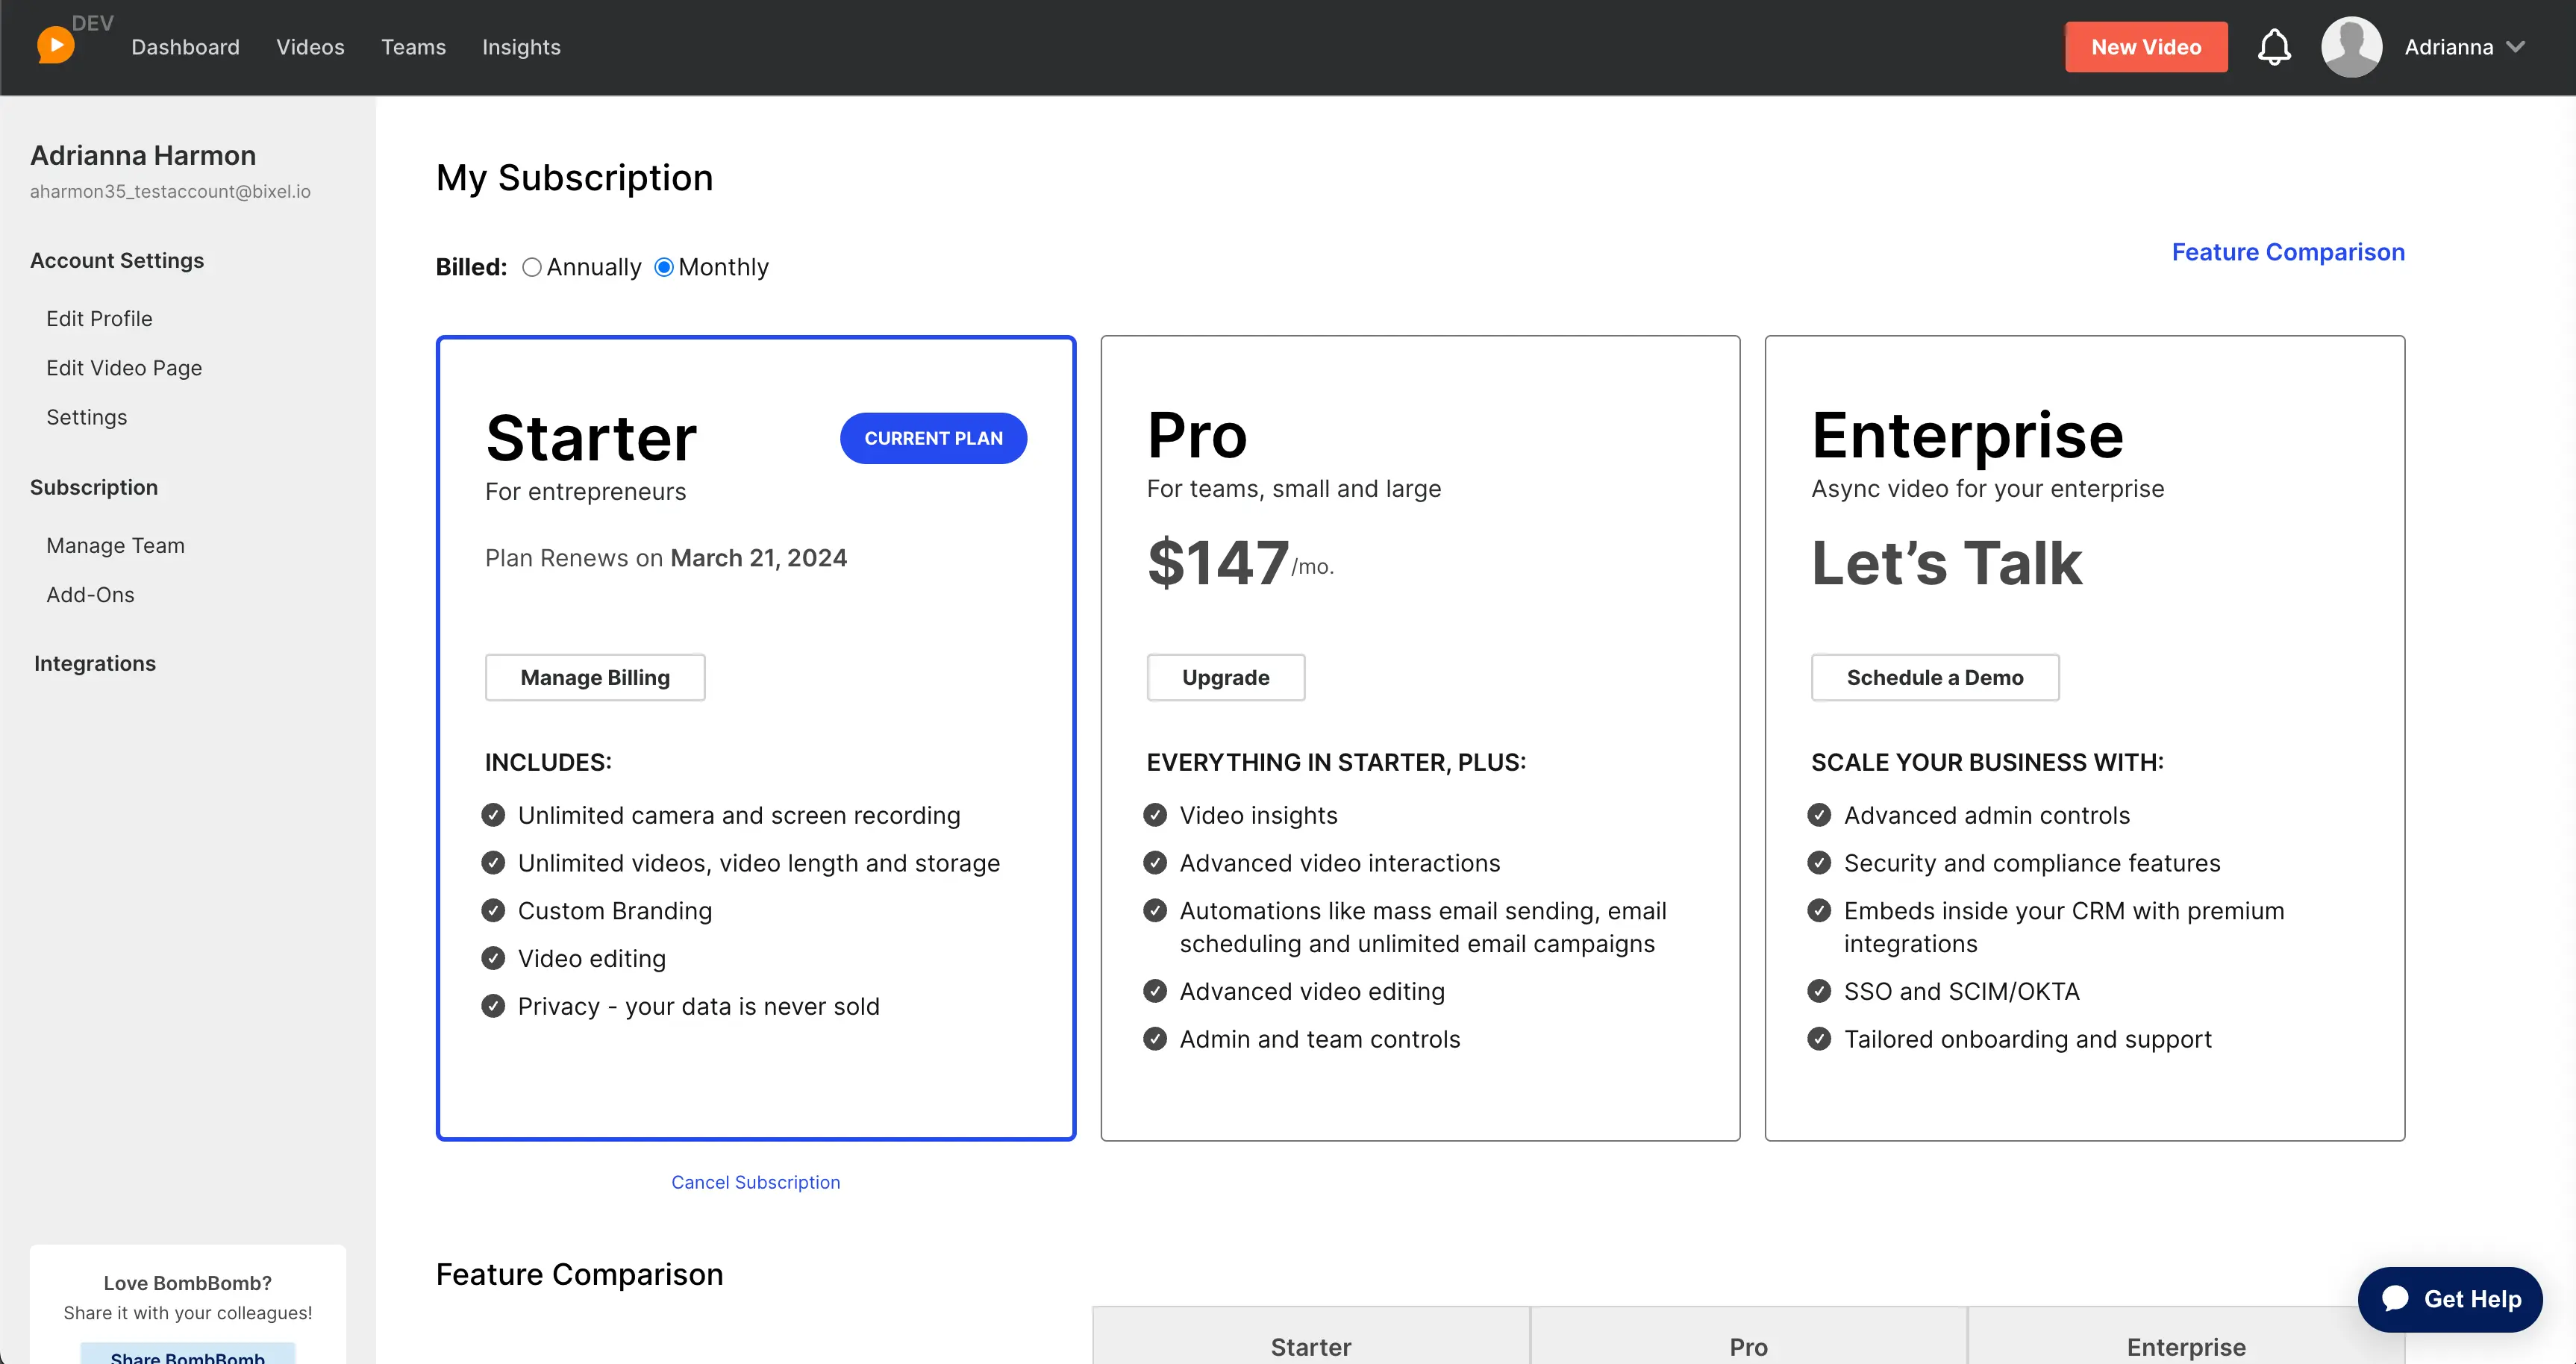 DEV
Dashboard
Videos
Teams
Insights
New Video
Adrianna
Adrianna Harmon
aharmon35_testaccount@bixel.io
Account Settings
Edit Profile
Edit Video Page
Settings
Subscription
Manage Team
Add-Ons
Integrations
Love BombBomb?
Share it with your colleagues!
Share BombBomb
My Subscription
Billed: Annually Monthly
Feature Comparison
Starter
CURRENT PLAN
For entrepreneurs
Plan Renews on March 21, 2024
Manage Billing
INCLUDES:
Unlimited camera and screen recording
Unlimited videos, video length and storage
Custom Branding
Video editing
Privacy - your data is never sold
Cancel Subscription
Pro
For teams, small and large
$147/mo.
Upgrade
EVERYTHING IN STARTER, PLUS:
Video insights
Advanced video interactions
Automations like mass email sending, email
scheduling and unlimited email campaigns
Advanced video editing
Admin and team controls
Enterprise
Async video for your enterprise
Let’s Talk
Schedule a Demo
SCALE YOUR BUSINESS WITH:
Advanced admin controls
Security and compliance features
Embeds inside your CRM with premium
integrations
SSO and SCIM/OKTA
Tailored onboarding and support
Feature Comparison
Starter
Pro
Enterprise
Get Help